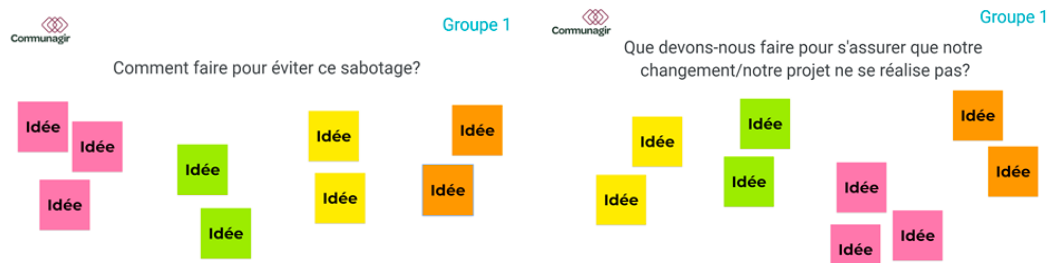 Communagir
Groupe 1
Comment faire pour éviter ce sabotage?
Idée
Idée
Idée
Idée
Idée
Idée
Idée
Idée
Idée
Communagir
Groupe 1
Que devons-nous faire pour s'assurer que notre
changement/notre projet ne se réalise pas?
Idée
Idée
Idée
Idée
Idée
Idée
Idée
Idée
Idée